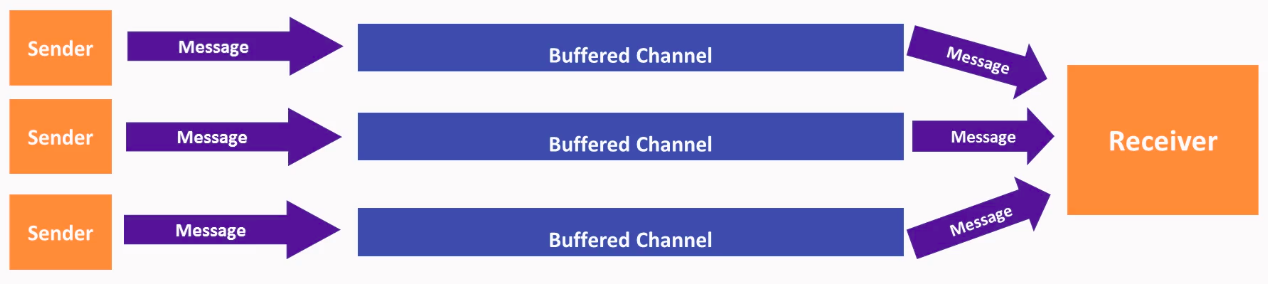 Sender
Message
Buffered Channel
Message
Sender
Message
Buffered Channel
Message
Receiver
Sender
Message
Buffered Channel
Message